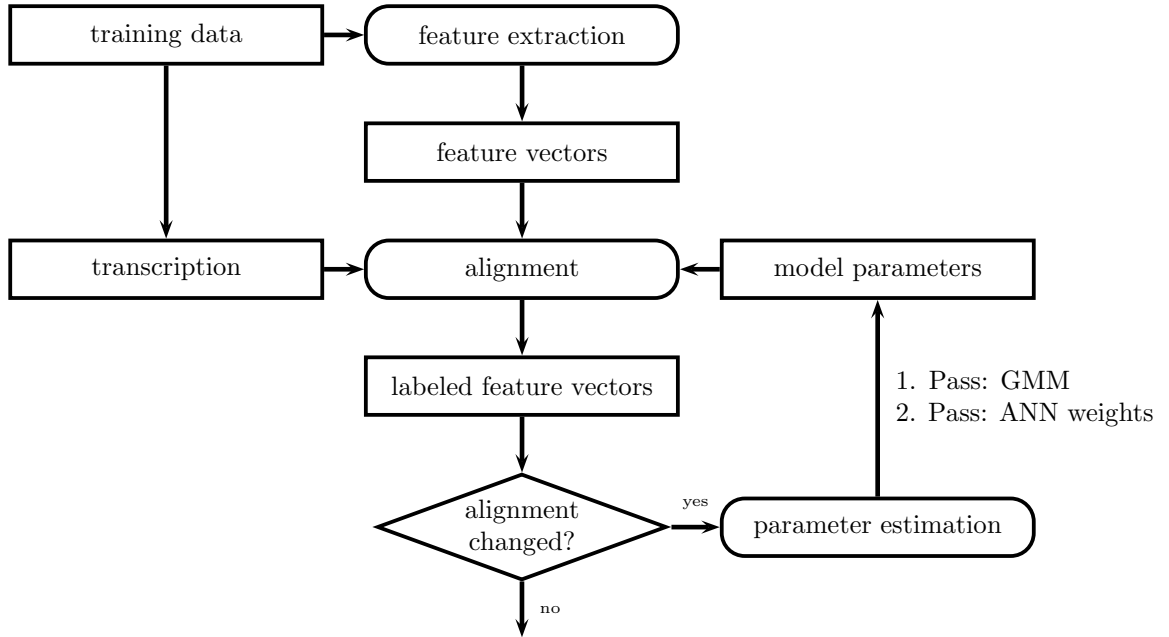 training data
feature extraction
feature vectors
transcription
alignment
model parameters
labeled feature vectors
1. Pass: GMM
2. Pass: ANN weights
alignment
changed?
yes
parameter estimation
no